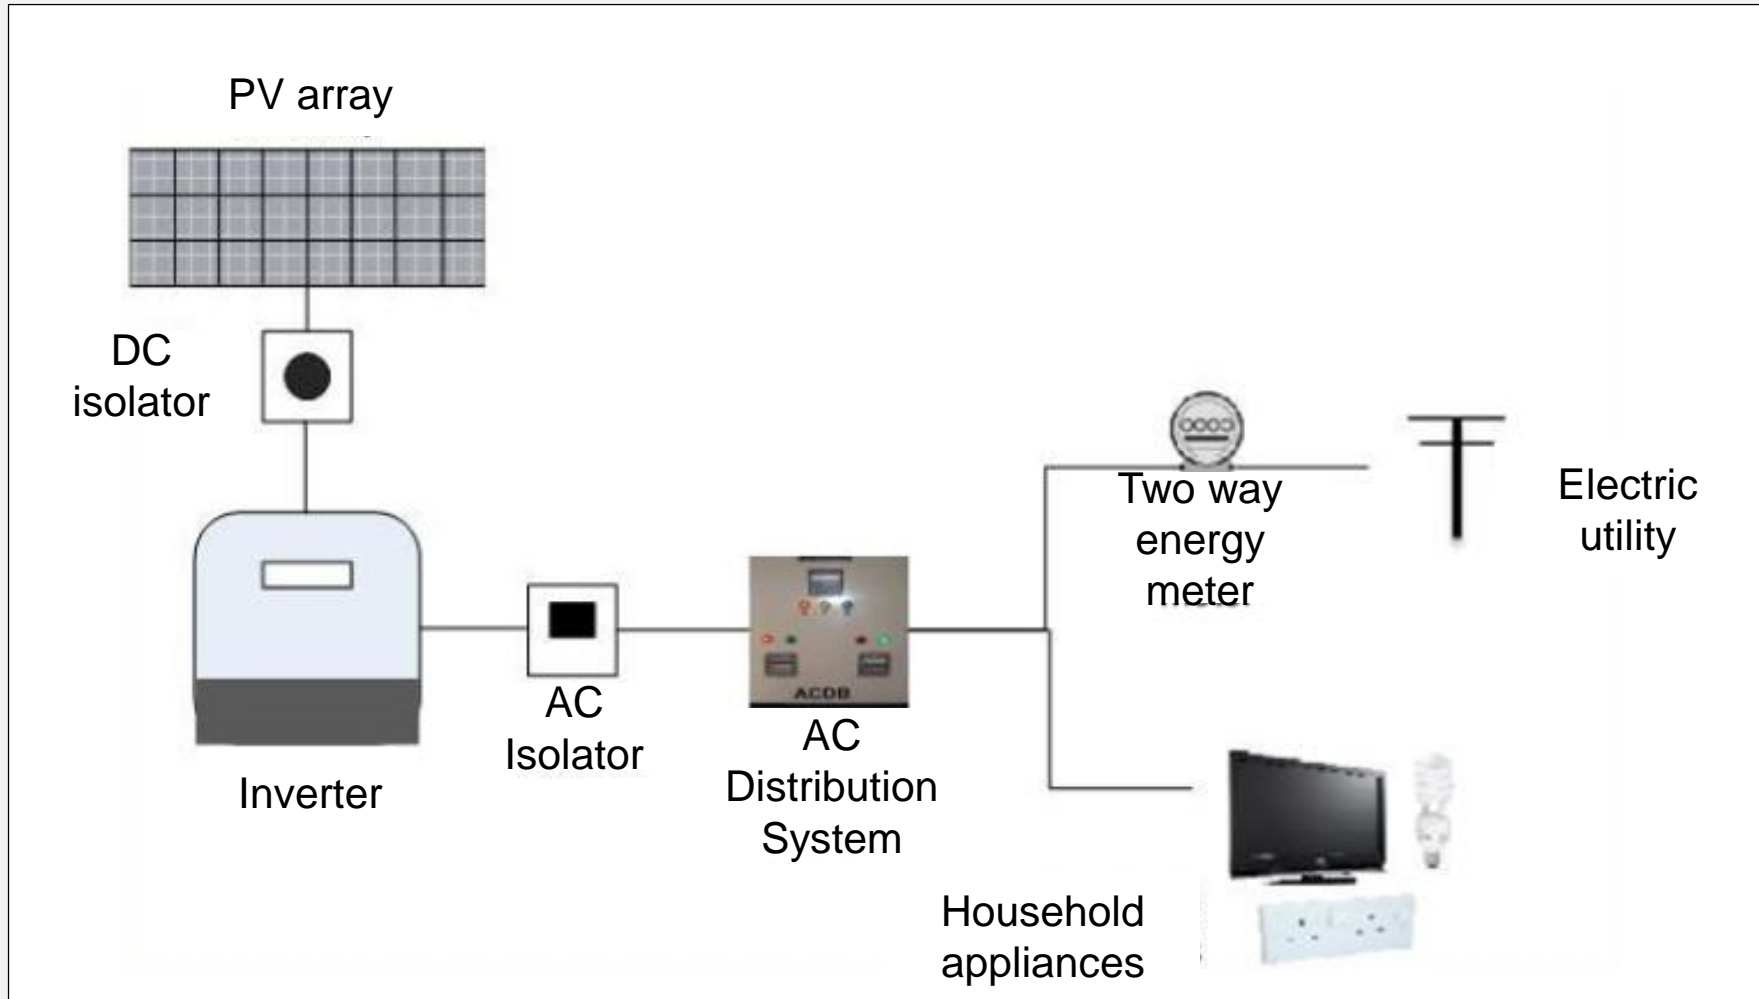 PV array
DC
isolator
Two way
energy
meter
Electric
utility
ACDB
AC
Isolator
AC
Distribution
System
Inverter
Household
appliances